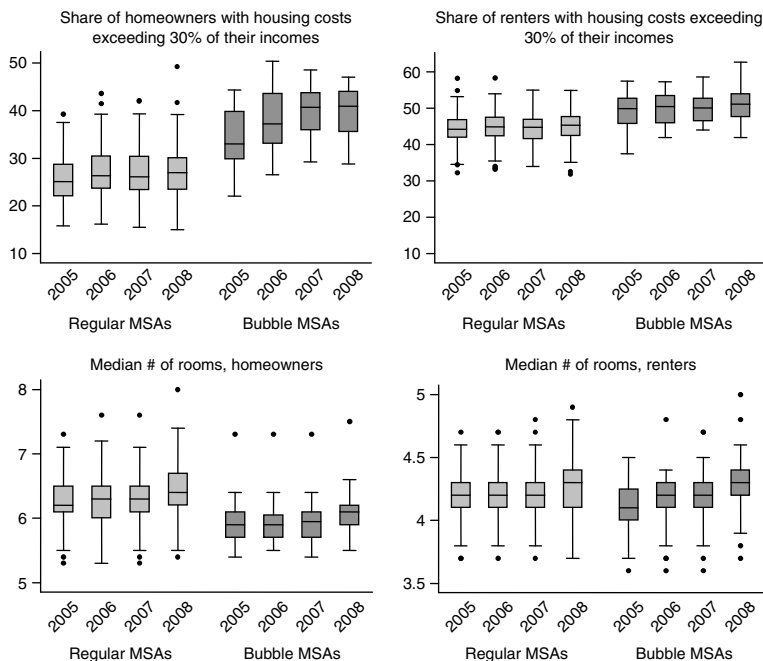 Share of homeowners with housing costs
exceeding 30% of their incomes
50
40
30
20
10
2005 2006 2007 2008 2005 2006 2007 2008
Regular MSAs Bubble MSAs
Share of renters with housing costs exceeding
30% of their incomes
60
50
40
30
20
10
2005 2006 2007 2008 2005 2006 2007 2008
Regular MSAs Bubble MSAs
Median # of rooms, homeowners
8
7
6
5
2005 2006 2007 2008 2005 2006 2007 2008
Regular MSAs Bubble MSAs
Median # of rooms, renters
5
4.5
4
3.5
2005 2006 2007 2008 2005 2006 2007 2008
Regular MSAs Bubble MSAs